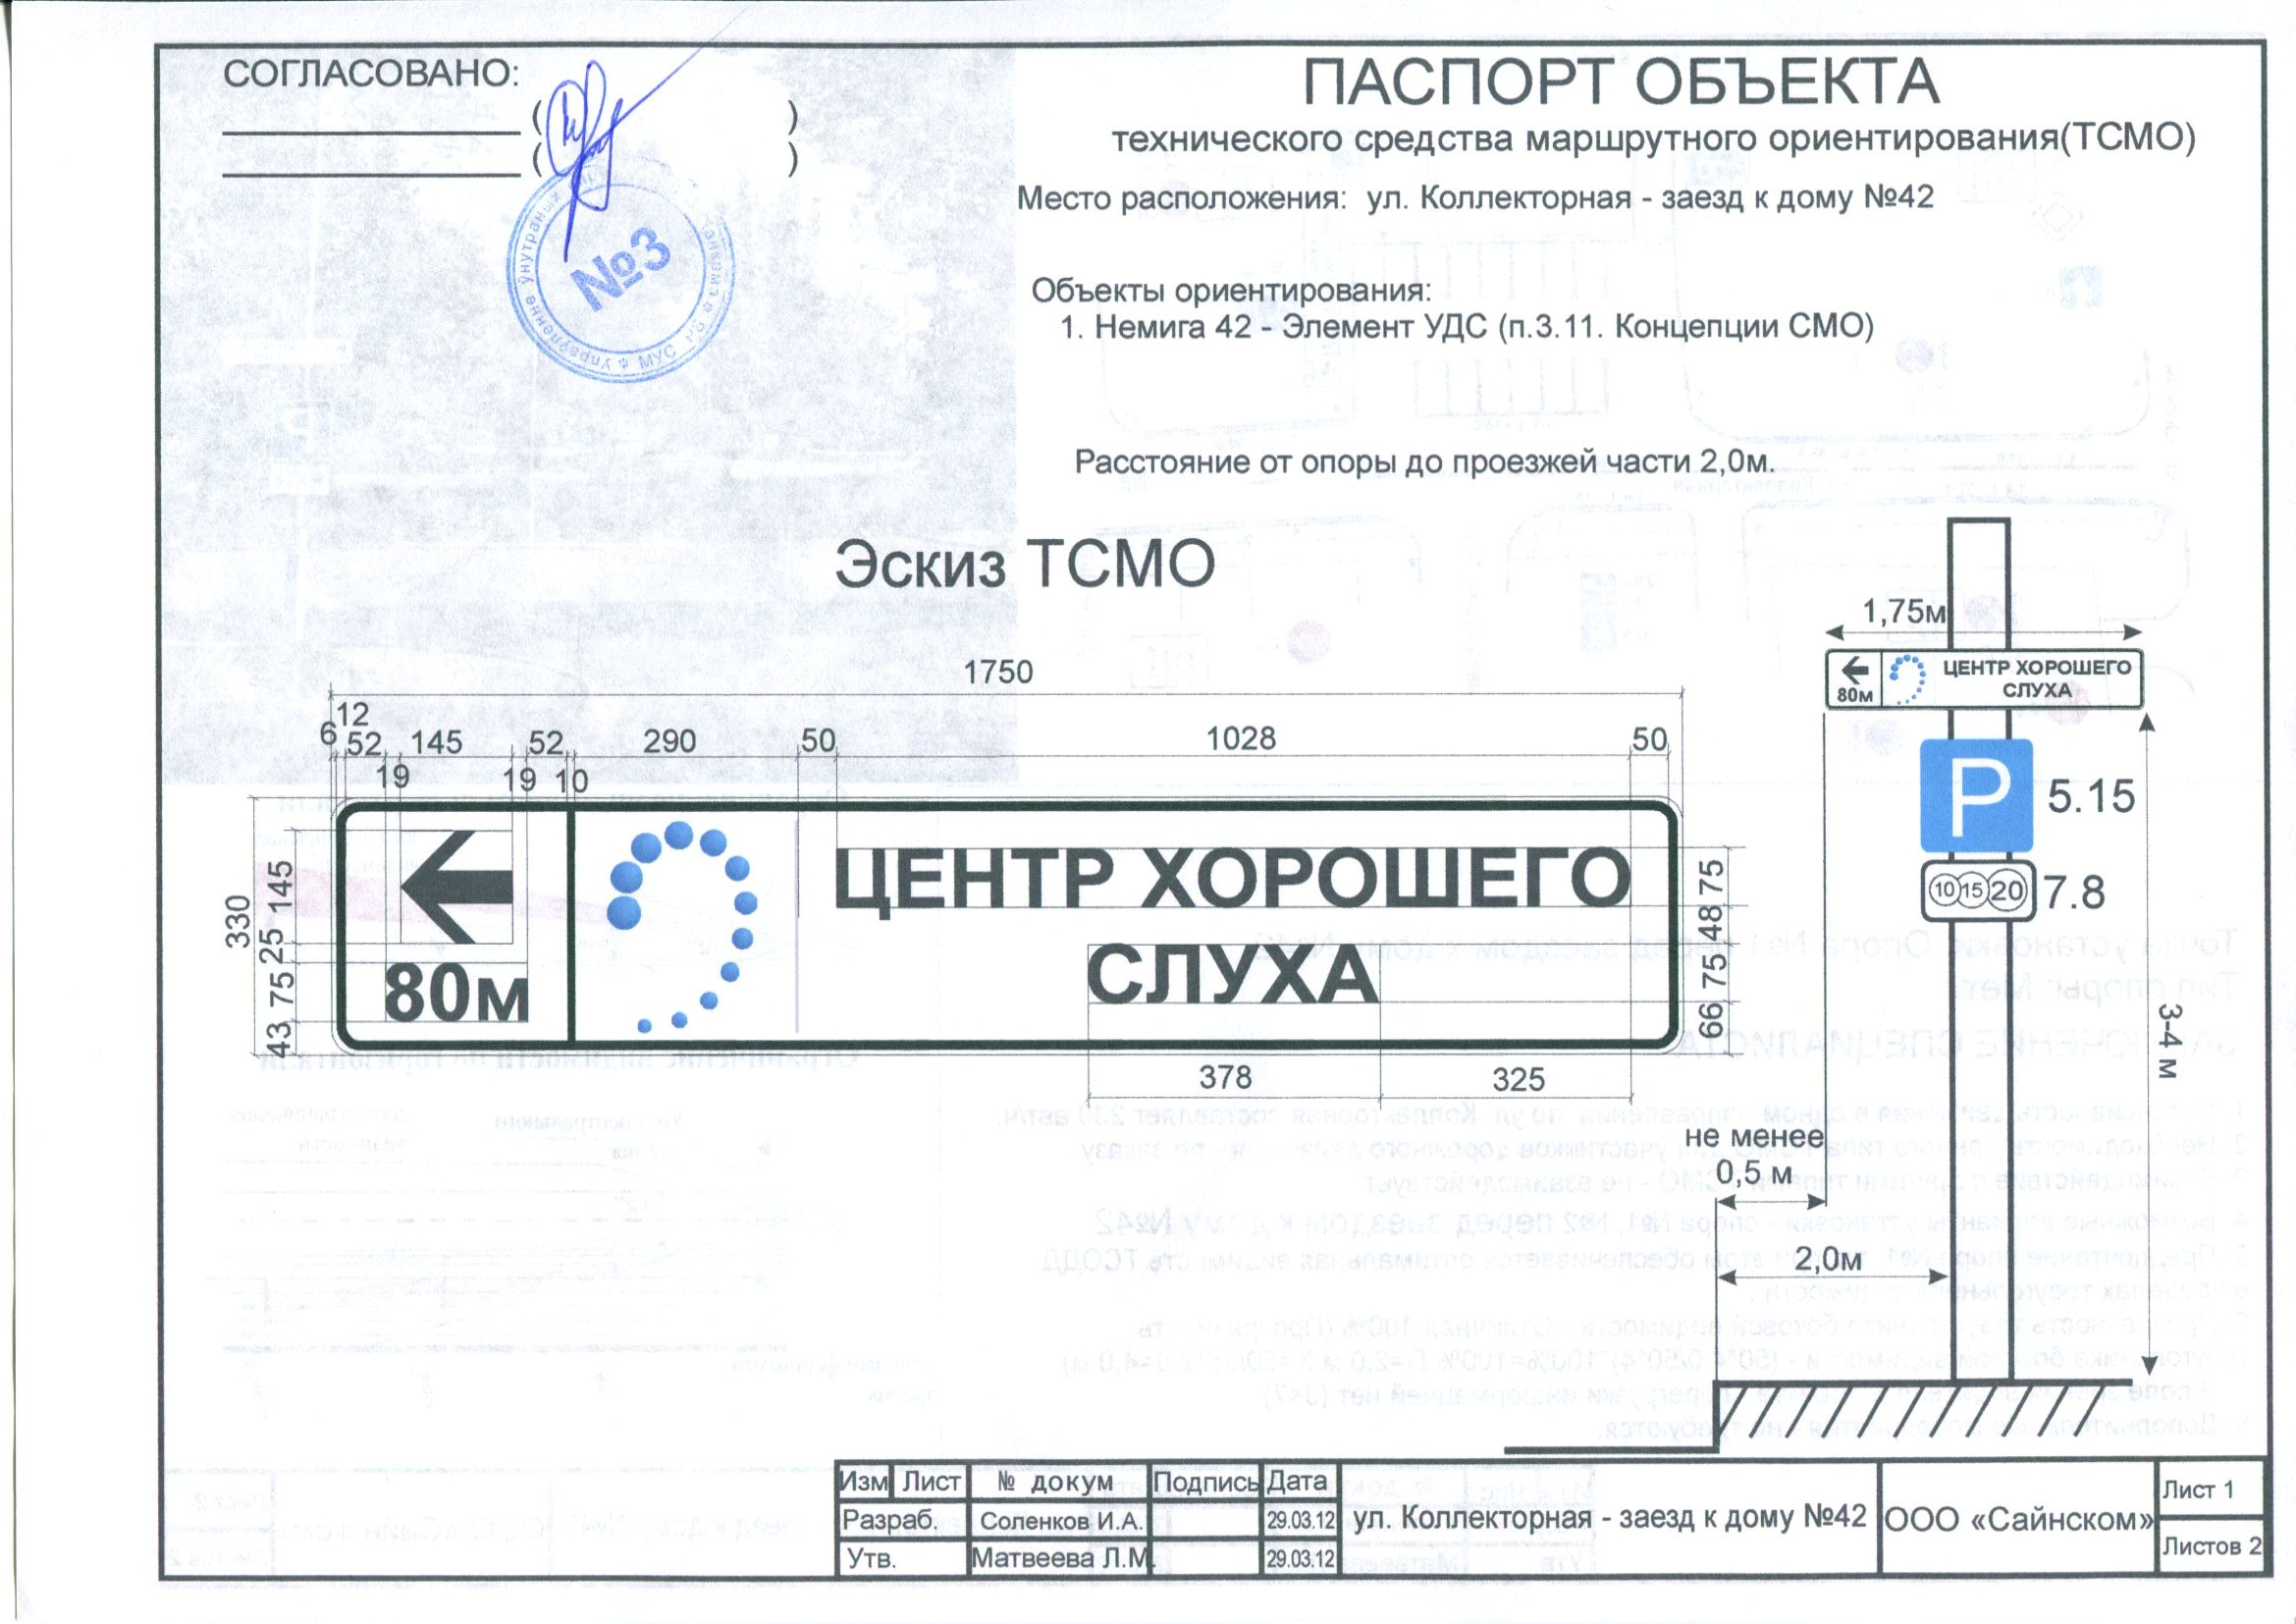 СОГЛАСОВАНО:
( )
( )
№3
Упраўленне ўнутраных
МУС
ПАСПОРТ ОБЪЕКТА
технического средства маршрутного ориентирования(ТСМО)
Место расположения: ул. Коллекторная - заезд к дому №42
Объекты ориентирования:
1. Немига 42 - Элемент УДС (п.3.11. Концепции СМО)
Расстояние от опоры до проезжей части 2,0м.
Эскиз ТСМО
1750
12
6 52 145 52 290 50 1028 50
19 19 10
330
145
25
75
43
80м
ЦЕНТР ХОРОШЕГО
СЛУХА
75
48
75
66
378 325
1,75м
80м
ЦЕНТР ХОРОШЕГО
СЛУХА
P 5.15
10 15 20 7.8
3-4 м
не менее
0,5 м
2,0м
Изм Лист № докум Подпись Дата
Разраб. Соленков И.А. 29.03.12
Утв. Матвеева Л.М. 29.03.12
ул. Коллекторная - заезд к дому №42
ООО «Сайнском»
Лист 1
Листов 2